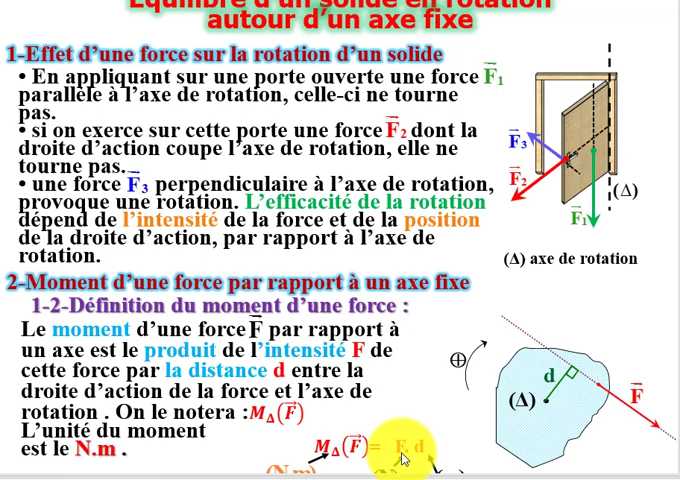 Equilibre d'un solide en rotation
autour d'un axe fixe
1-Effet d'une force sur la rotation d'un solide
• En appliquant sur une porte ouverte une force F⃗₁
parallèle à l'axe de rotation, celle-ci ne tourne
pas.
• si on exerce sur cette porte une force F⃗₂ dont la
droite d'action coupe l'axe de rotation, elle ne
tourne pas.
• une force F⃗₃ perpendiculaire à l'axe de rotation,
provoque une rotation. L'efficacité de la rotation
dépend de l'intensité de la force et de la position
de la droite d'action, par rapport à l'axe de
rotation.
F⃗₃
F⃗₂
F⃗₁
(Δ)
(Δ) axe de rotation
2-Moment d'une force par rapport à un axe fixe
1-2-Définition du moment d'une force :
Le moment d'une force F⃗ par rapport à
un axe est le produit de l'intensité F de
cette force par la distance d entre la
droite d'action de la force et l'axe de
rotation . On le notera : M_Δ(F⃗)
L'unité du moment
est le N.m .
M_Δ(F⃗)= F. d
(N.m)
⊕
d
(Δ)
F⃗